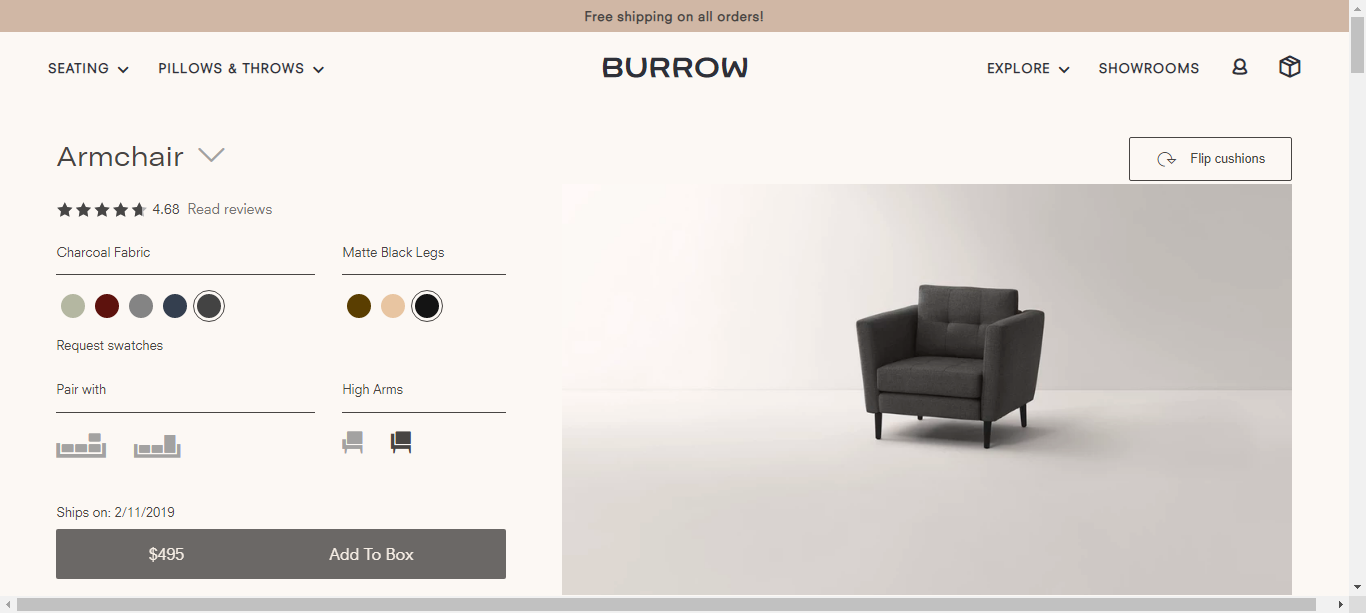 Free shipping on all orders!
SEATING
PILLOWS & THROWS
BURROW
EXPLORE
SHOWROOMS
Armchair
Flip cushions
4.68 Read reviews
Charcoal Fabric
Matte Black Legs
Request swatches
Pair with
High Arms
Ships on: 2/11/2019
$495
Add To Box